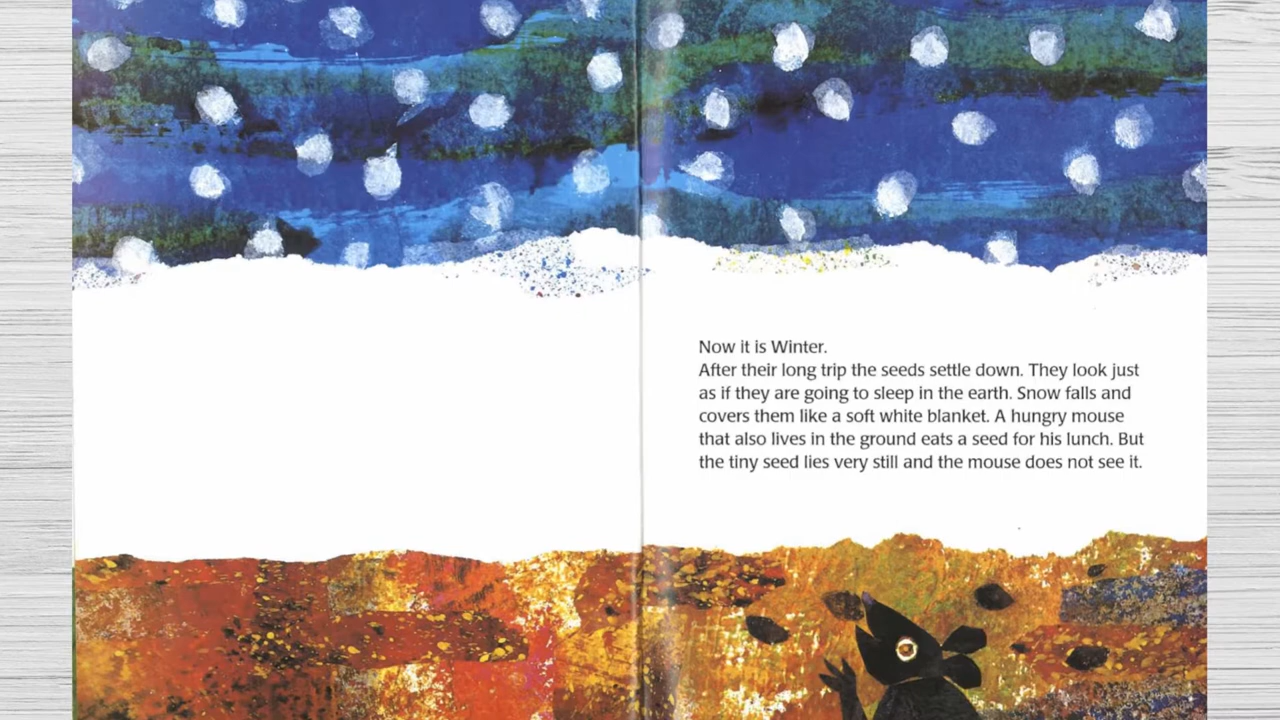 Now it is Winter.
After their long trip the seeds settle down. They look just
as if they are going to sleep in the earth. Snow falls and
covers them like a soft white blanket. A hungry mouse
that also lives in the ground eats a seed for his lunch. But
the tiny seed lies very still and the mouse does not see it.